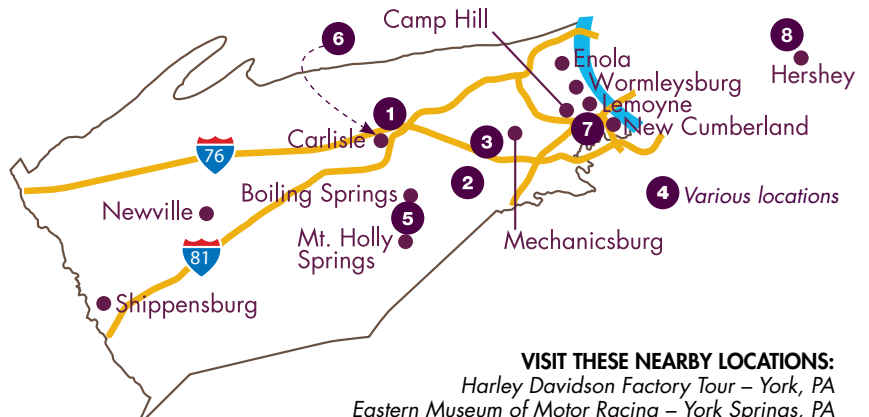 Camp Hill
6
8
Enola
Hershey
Wormleysburg
Lemoyne
1
7
New Cumberland
Carlisle
3
76
2
4 Various locations
Boiling Springs
Newville
5
Mt. Holly
Springs
Mechanicsburg
81
Shippensburg
VISIT THESE NEARBY LOCATIONS:
Harley Davidson Factory Tour – York, PA
Eastern Museum of Motor Racing – York Springs, PA